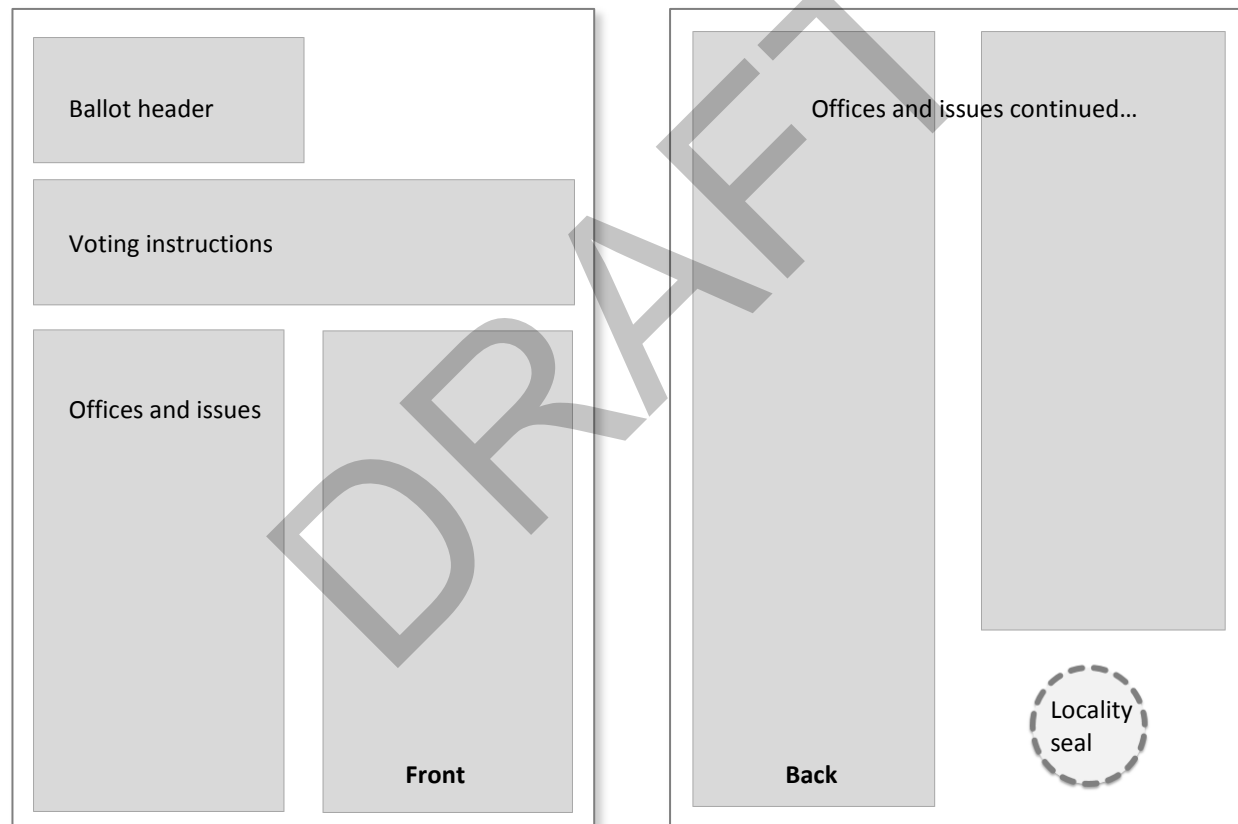 Ballot header
Voting instructions
Offices and issues
Front
Offices and issues continued…
Back
Locality
seal
DRAFT